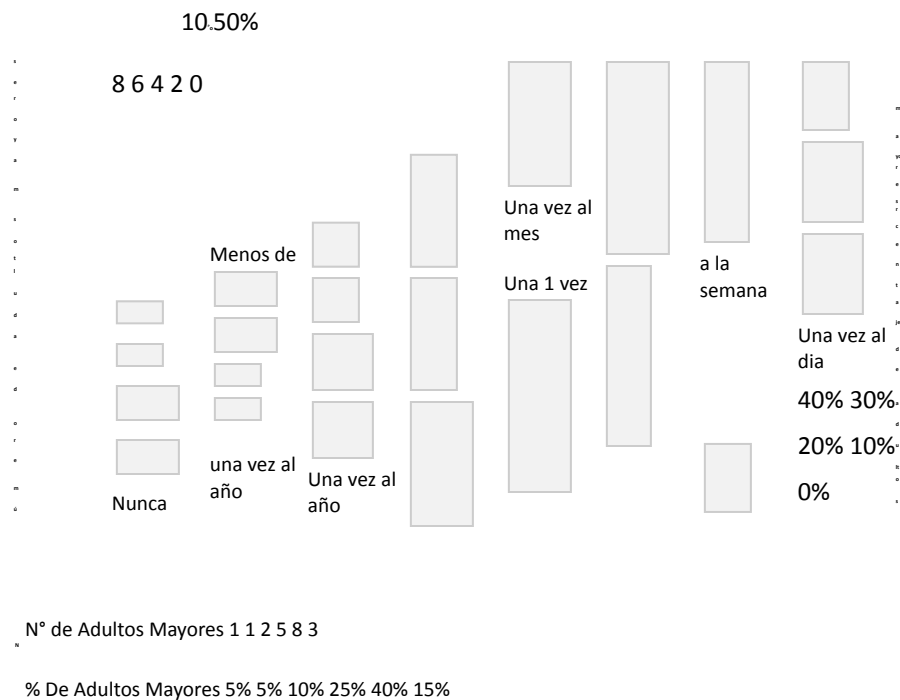 10 50%
8 6 4 2 0
Menos de
una vez al
año
Nunca
Una vez al
año
Una vez al
mes
Una 1 vez
a la
semana
Una vez al
dia
40% 30%
20% 10%
0%
N° de Adultos Mayores 1 1 2 5 8 3
% De Adultos Mayores 5% 5% 10% 25% 40% 15%